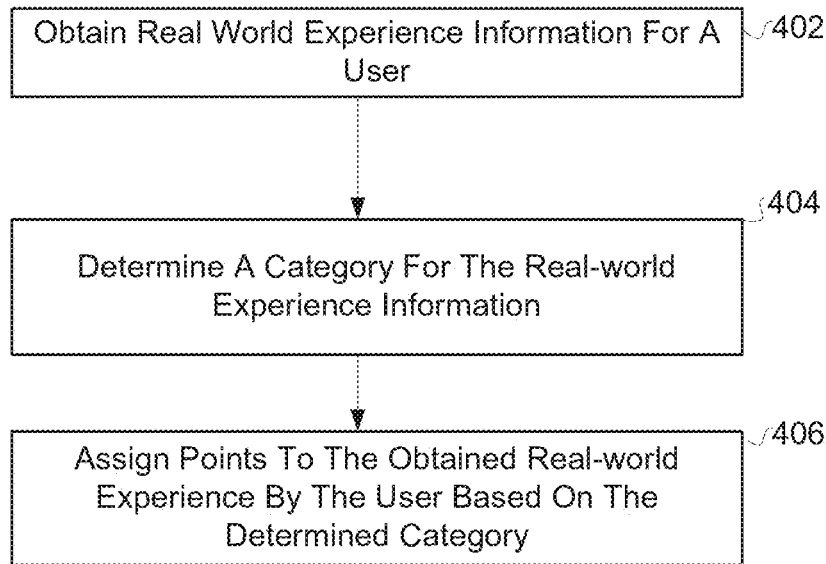 Obtain Real World Experience Information For A
User
402
404
Determine A Category For The Real-world
Experience Information
406
Assign Points To The Obtained Real-world
Experience By The User Based On The
Determined Category